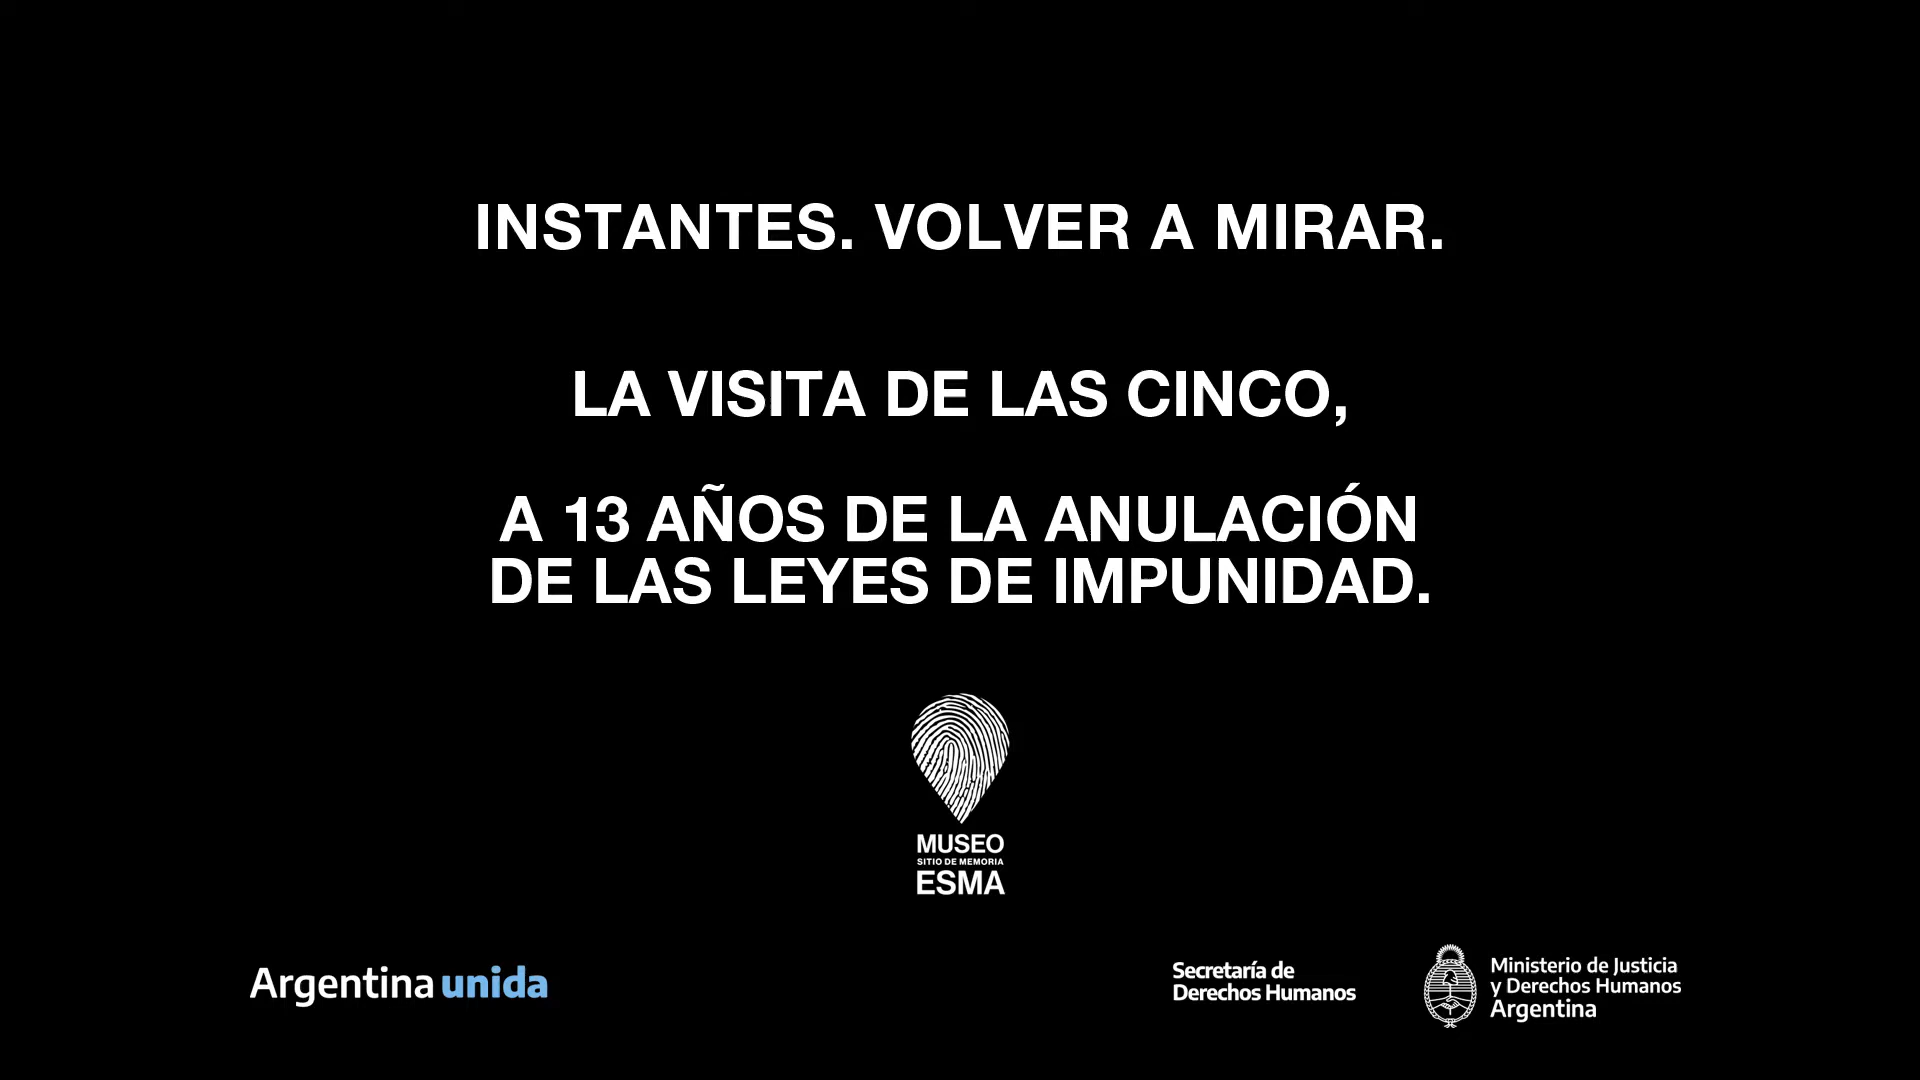 INSTANTES. VOLVER A MIRAR.
LA VISITA DE LAS CINCO,
A 13 AÑOS DE LA ANULACIÓN
DE LAS LEYES DE IMPUNIDAD.
MUSEO
SITIO DE MEMORIA
ESMA
Argentina unida
Secretaría de
Derechos Humanos
Ministerio de Justicia
y Derechos Humanos
Argentina